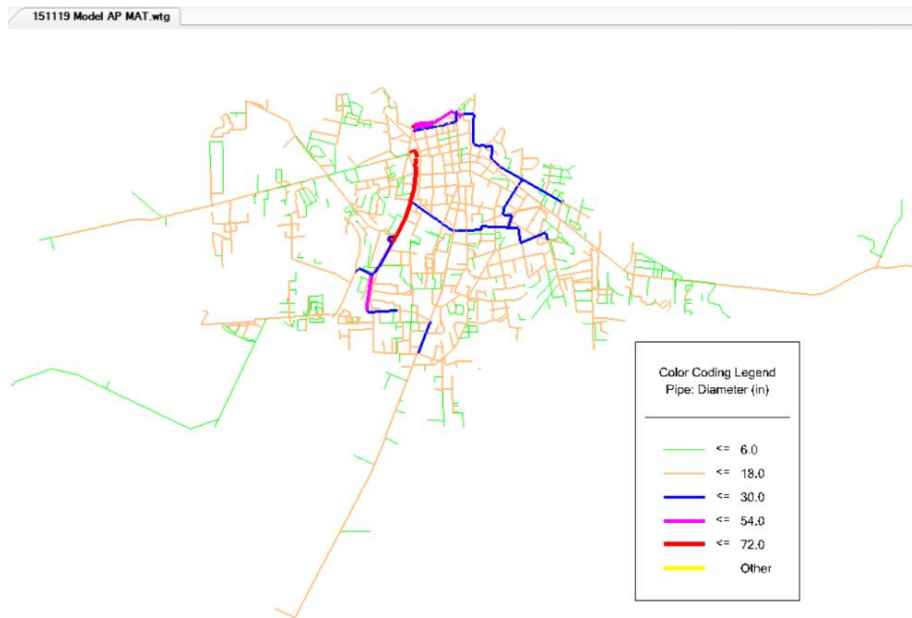 151119 Model AP MAT.wtg
Color Coding Legend
Pipe: Diameter (in)
<= 6.0
<= 18.0
<= 30.0
<= 54.0
<= 72.0
Other